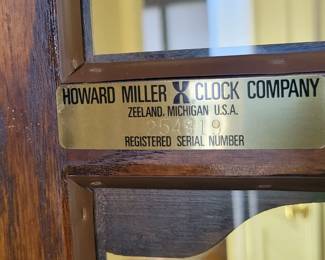 HOWARD MILLER CLOCK COMPANY
ZEELAND, MICHIGAN U.S.A.
REGISTERED SERIAL NUMBER